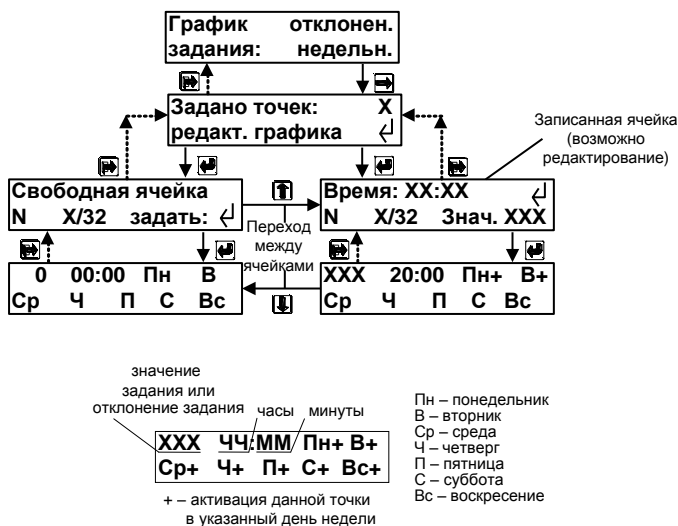 График отклонен.
задания: недельн.
Задано точек: X
редакт. графика
Записанная ячейка
(возможно
редактирование)
Свободная ячейка
N X/32 задать:
Время: XX:XX
N X/32 Знач. XXX
Переход
между
ячейками
0 00:00 Пн В
Ср Ч П С Вс
XXX 20:00 Пн+ В+
Ср Ч П С Вс
значение
задания или
отклонение задания
часы минуты
XXX ЧЧ:ММ Пн+ В+
Ср+ Ч+ П+ С+ Вс+
+ – активация данной точки
в указанный день недели
Пн – понедельник
В – вторник
Ср – среда
Ч – четверг
П – пятница
С – суббота
Вс – воскресение